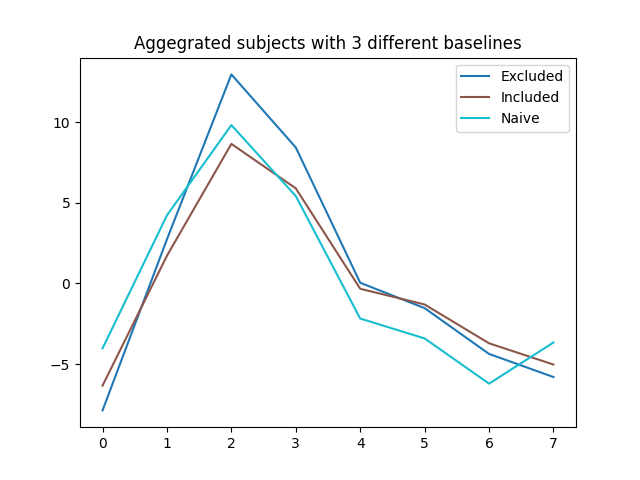 Aggegrated subjects with 3 different baselines
Excluded
Included
Naive
10
5
0
−5
0 1 2 3 4 5 6 7